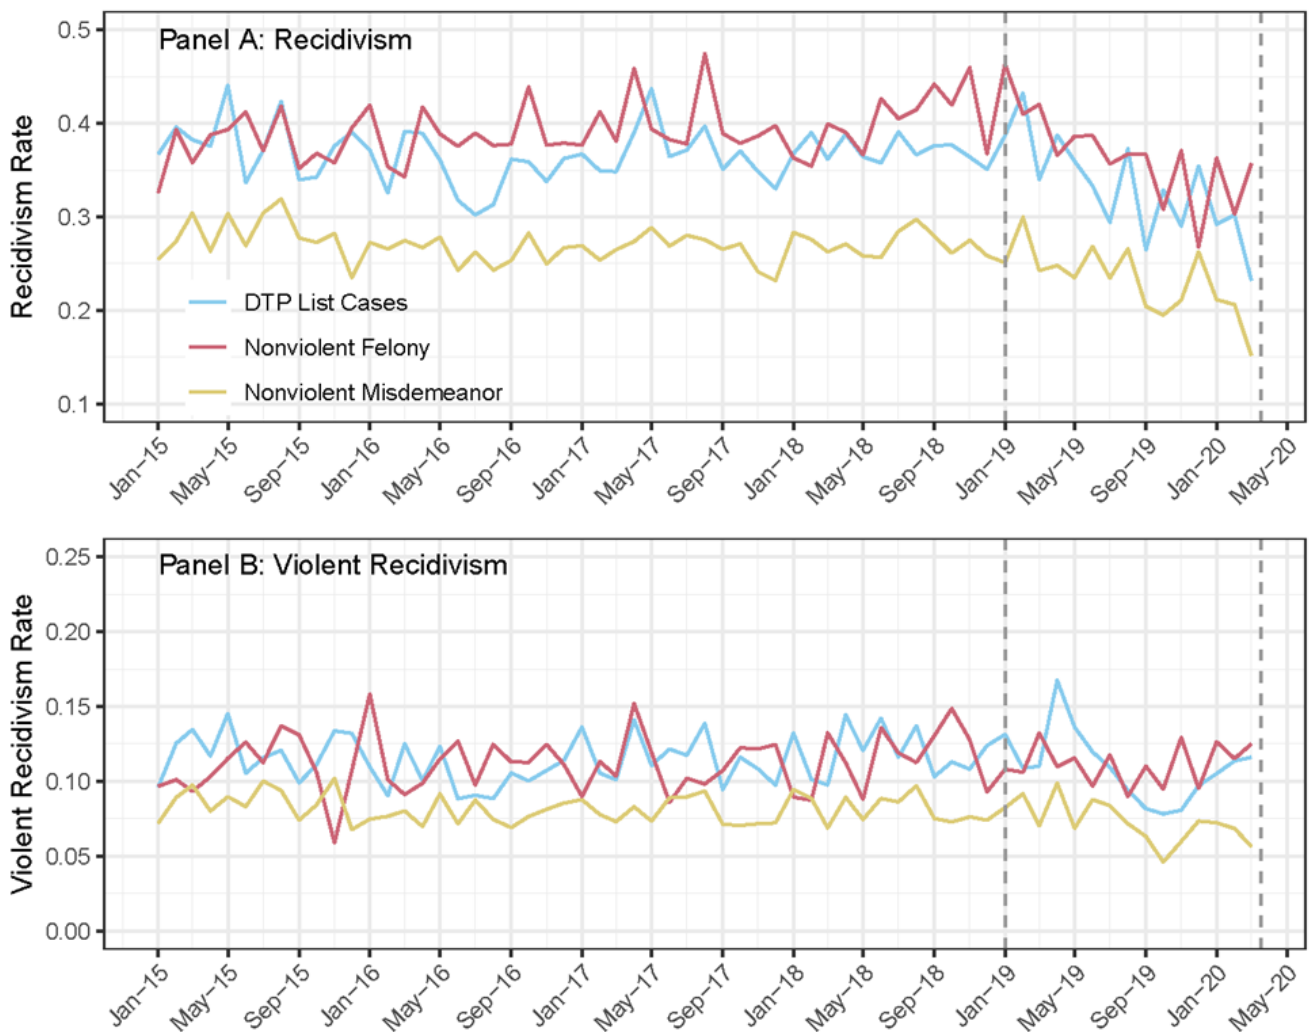 Panel A: Recidivism
Recidivism Rate
0.5
0.4
0.3
0.2
0.1
DTP List Cases
Nonviolent Felony
Nonviolent Misdemeanor
Jan−15
May−15
Sep−15
Jan−16
May−16
Sep−16
Jan−17
May−17
Sep−17
Jan−18
May−18
Sep−18
Jan−19
May−19
Sep−19
Jan−20
May−20
Panel B: Violent Recidivism
Violent Recidivism Rate
0.25
0.20
0.15
0.10
0.05
0.00
Jan−15
May−15
Sep−15
Jan−16
May−16
Sep−16
Jan−17
May−17
Sep−17
Jan−18
May−18
Sep−18
Jan−19
May−19
Sep−19
Jan−20
May−20